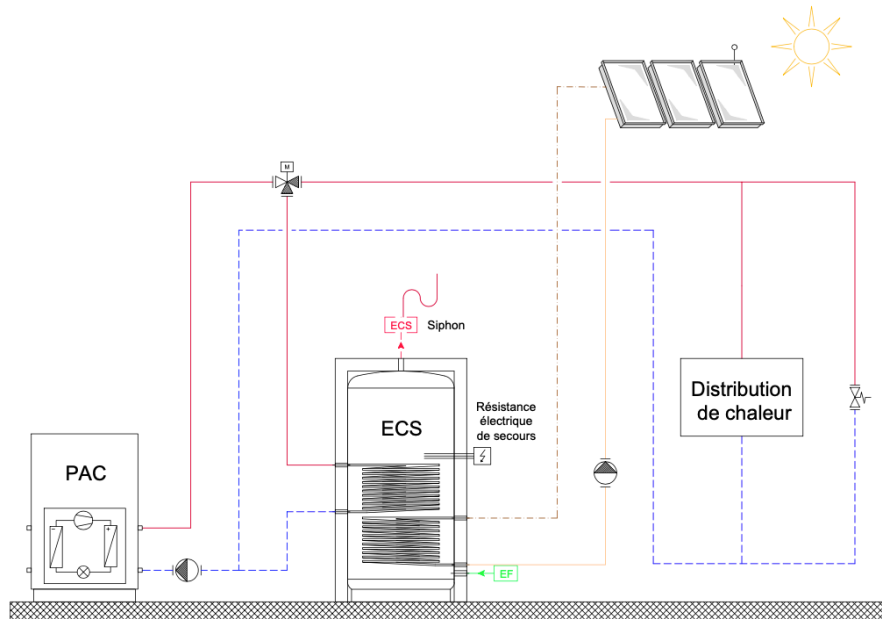 M
ECS
Siphon
ECS
Résistance
électrique
de secours
Distribution
de chaleur
PAC
EF